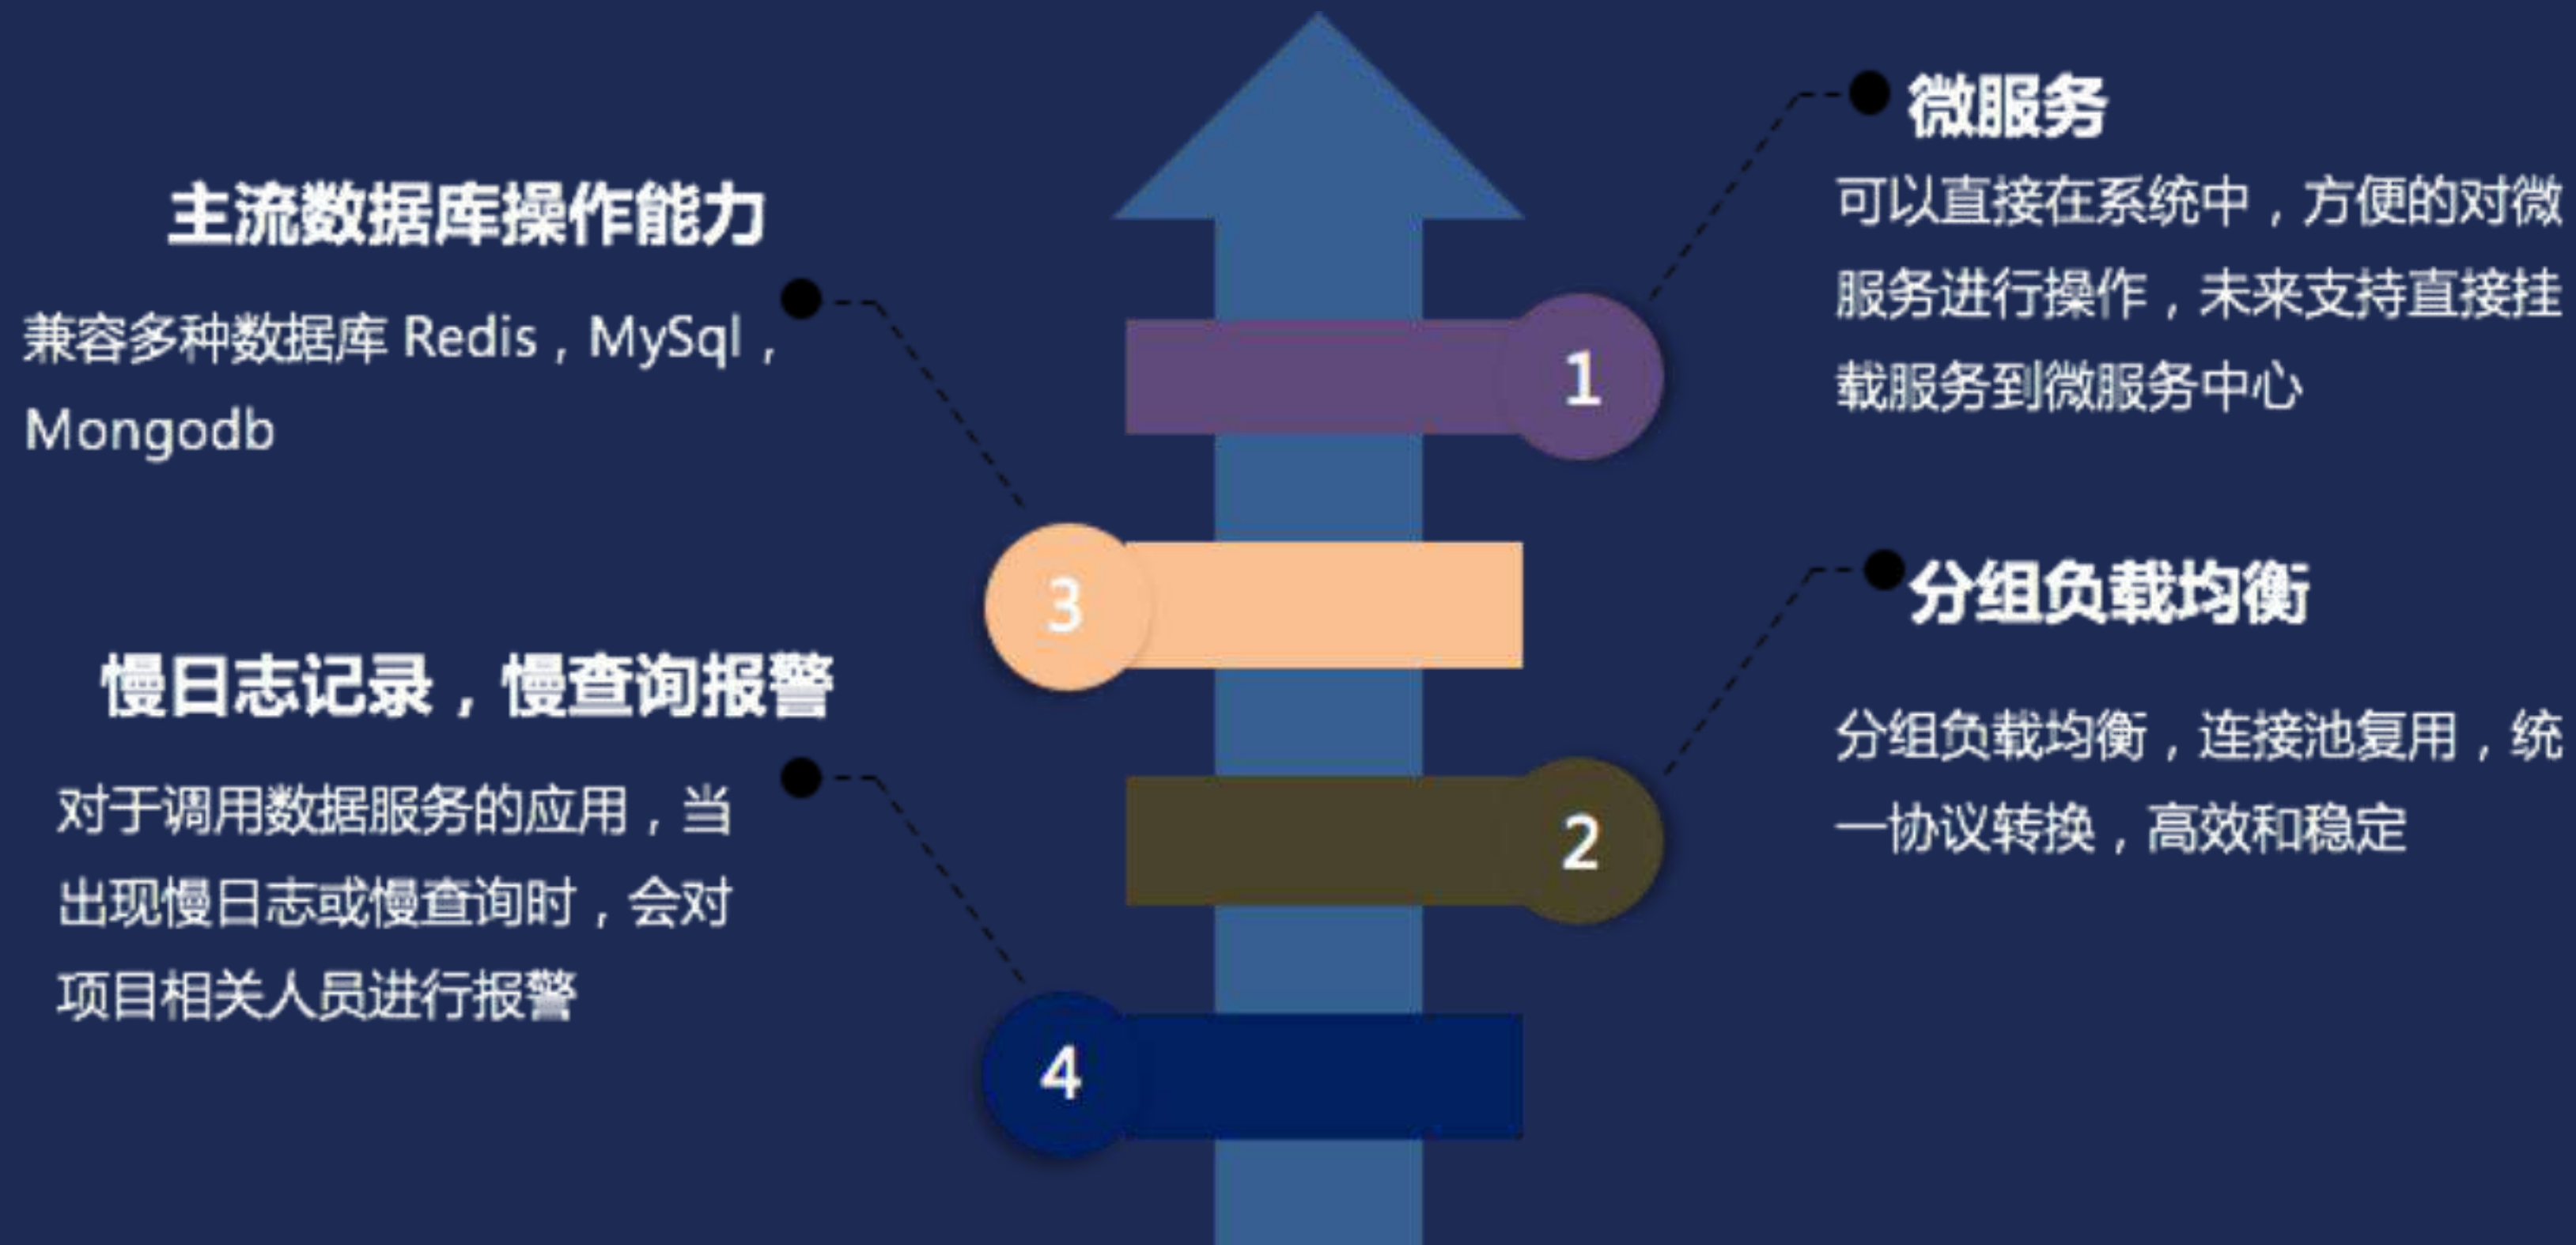 主流数据库操作能力
兼容多种数据库 Redis，MySql，
Mongodb
慢日志记录，慢查询报警
对于调用数据服务的应用，当
出现慢日志或慢查询时，会对
项目相关人员进行报警
1
3
2
4
微服务
可以直接在系统中，方便的对微
服务进行操作，未来支持直接挂
载服务到微服务中心
分组负载均衡
分组负载均衡，连接池复用，统
一协议转换，高效和稳定